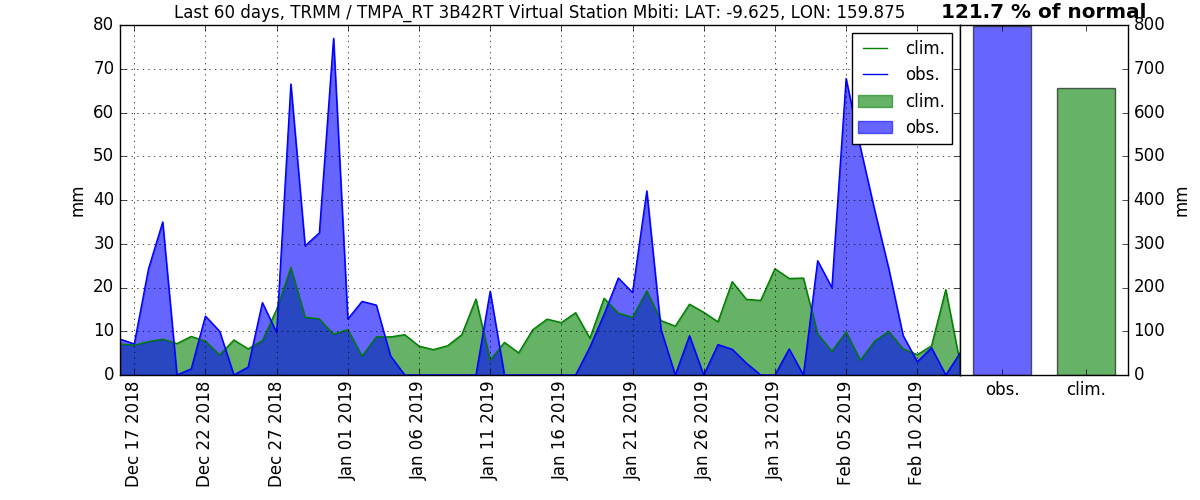 Last 60 days, TRMM / TMPA_RT 3B42RT Virtual Station Mbiti: LAT: -9.625, LON: 159.875
121.7 % of normal
80
70
60
50
40
30
20
10
0
mm
clim.
obs.
clim.
obs.
Dec 17 2018
Dec 22 2018
Dec 27 2018
Jan 01 2019
Jan 06 2019
Jan 11 2019
Jan 16 2019
Jan 21 2019
Jan 26 2019
Jan 31 2019
Feb 05 2019
Feb 10 2019
800
700
600
500
400
300
200
100
0
mm
obs.
clim.